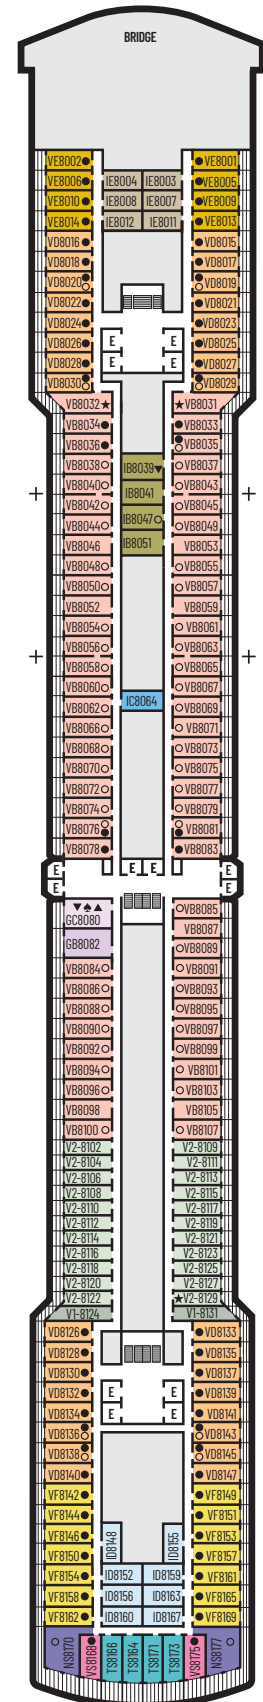 BRIDGE
VE8002 IE8004 IE8003 VE8001
VE8006 IE8008 IE8007 VE8005
VE8010 IE8012 IE8011 VE8009
VE8014 VE8013
VD8016 VD8015
VD8018 VD8017
VD8020 VD8019
VD8022 VD8021
VD8024 E E VD8023
VD8026 E E VD8025
VD8028 VD8027
VD8030 VD8029
VB8032 VB8031
VB8034 VB8033
VB8036 VB8035
VB8038 IB8039 VB8037
VB8040 IB8041 VB8043
VB8042 IB8047 VB8045
VB8044 IB8051 VB8049
VB8046 VB8053
VB8048 VB8055
VB8050 VB8057
VB8052 VB8059
VB8054 VB8061
VB8056 VB8063
VB8058 VB8065
VB8060 IC8064 VB8067
VB8062 VB8069
VB8066 VB8071
VB8068 VB8073
VB8070 VB8075
VB8072 VB8077
VB8074 VB8079
VB8076 VB8081
VB8078 VB8083
E E E E
E E
GC8080 VB8085
GB8082 VB8087
VB8089
VB8084 VB8091
VB8086 VB8093
VB8088 VB8095
VB8090 VB8097
VB8092 VB8099
VB8094 VB8101
VB8096 VB8103
VB8098 VB8105
VB8100 VB8107
V2-8102 V2-8109
V2-8104 V2-8111
V2-8106 V2-8113
V2-8108 V2-8115
V2-8110 V2-8117
V2-8112 V2-8119
V2-8114 V2-8121
V2-8116 V2-8123
V2-8118 V2-8125
V2-8120 V2-8127
V2-8122 V2-8129
V1-8124 V1-8131
VD8126 VD8133
VD8128 VD8135
VD8130 E E VD8137
VD8132 E E VD8139
VD8134 VD8141
VD8136 VD8143
VD8138 VD8145
VD8140 VD8147
VF8142 VF8149
VF8144 VF8151
VF8146 ID8148 ID8155 VF8153
VF8150 VF8157
VF8154 ID8152 ID8159 VF8161
VF8158 ID8156 ID8163 VF8165
VF8162 ID8160 ID8167 VF8169
NS8170 VS8168 TS8166 TS8164 TS8171 TS8173 VS8175 NS8177